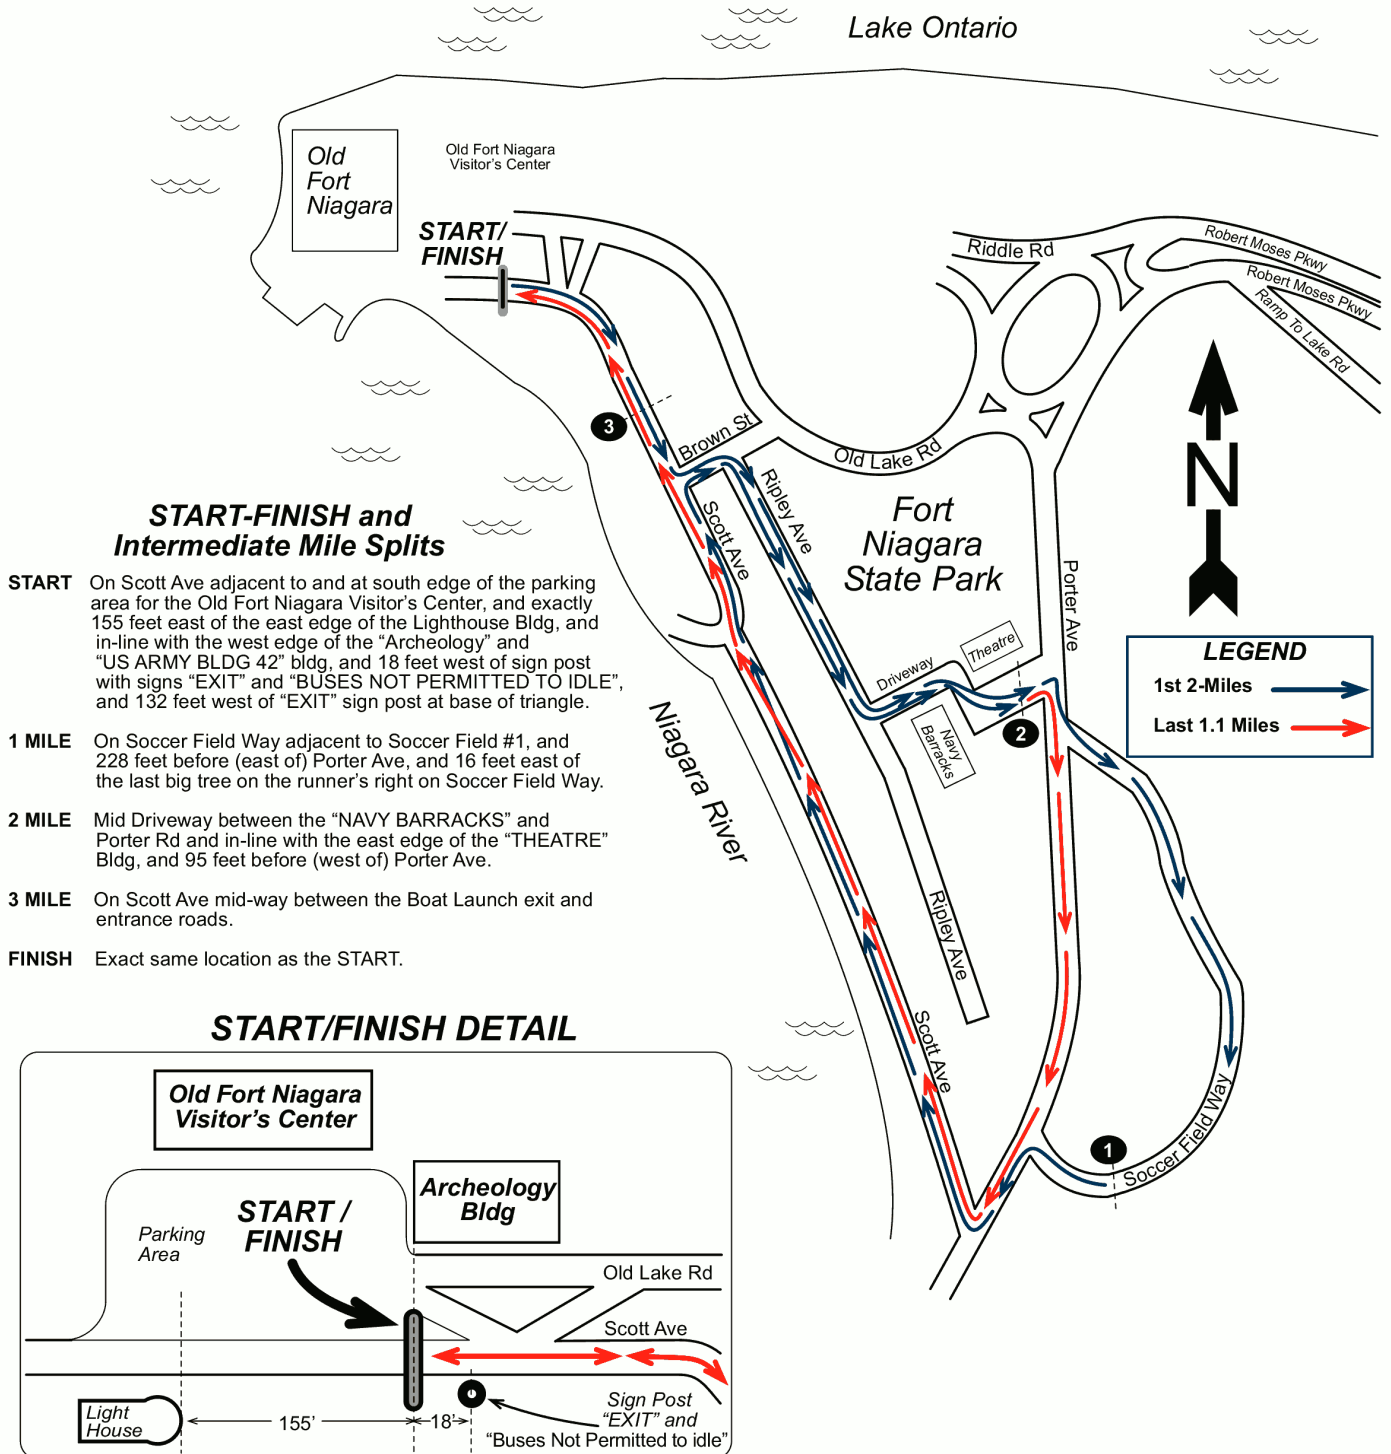 Lake Ontario
Old
Fort
Niagara
Old Fort Niagara
Visitor's Center
START/
FINISH
Riddle Rd
Robert Moses Pkwy
Robert Moses Pkwy
Ramp To Lake Rd
3
Brown St
Old Lake Rd
Ripley Ave
Scott Ave
Fort
Niagara
State Park
N
Porter Ave
Theatre
Driveway
Navy
Barracks
2
LEGEND
1st 2-Miles
Last 1.1 Miles
Niagara River
Ripley Ave
Scott Ave
1
Soccer Field Way
START-FINISH and
Intermediate Mile Splits
START On Scott Ave adjacent to and at south edge of the parking
area for the Old Fort Niagara Visitor's Center, and exactly
155 feet east of the east edge of the Lighthouse Bldg, and
in-line with the west edge of the “Archeology” and
“US ARMY BLDG 42” bldg, and 18 feet west of sign post
with signs “EXIT” and “BUSES NOT PERMITTED TO IDLE”,
and 132 feet west of “EXIT” sign post at base of triangle.
1 MILE On Soccer Field Way adjacent to Soccer Field #1, and
228 feet before (east of) Porter Ave, and 16 feet east of
the last big tree on the runner's right on Soccer Field Way.
2 MILE Mid Driveway between the “NAVY BARRACKS” and
Porter Rd and in-line with the east edge of the “THEATRE”
Bldg, and 95 feet before (west of) Porter Ave.
3 MILE On Scott Ave mid-way between the Boat Launch exit and
entrance roads.
FINISH Exact same location as the START.
START/FINISH DETAIL
Old Fort Niagara
Visitor's Center
Archeology
Bldg
START /
FINISH
Parking
Area
Old Lake Rd
Scott Ave
Light
House
155'
18'
Sign Post
“EXIT” and
“Buses Not Permitted to idle”